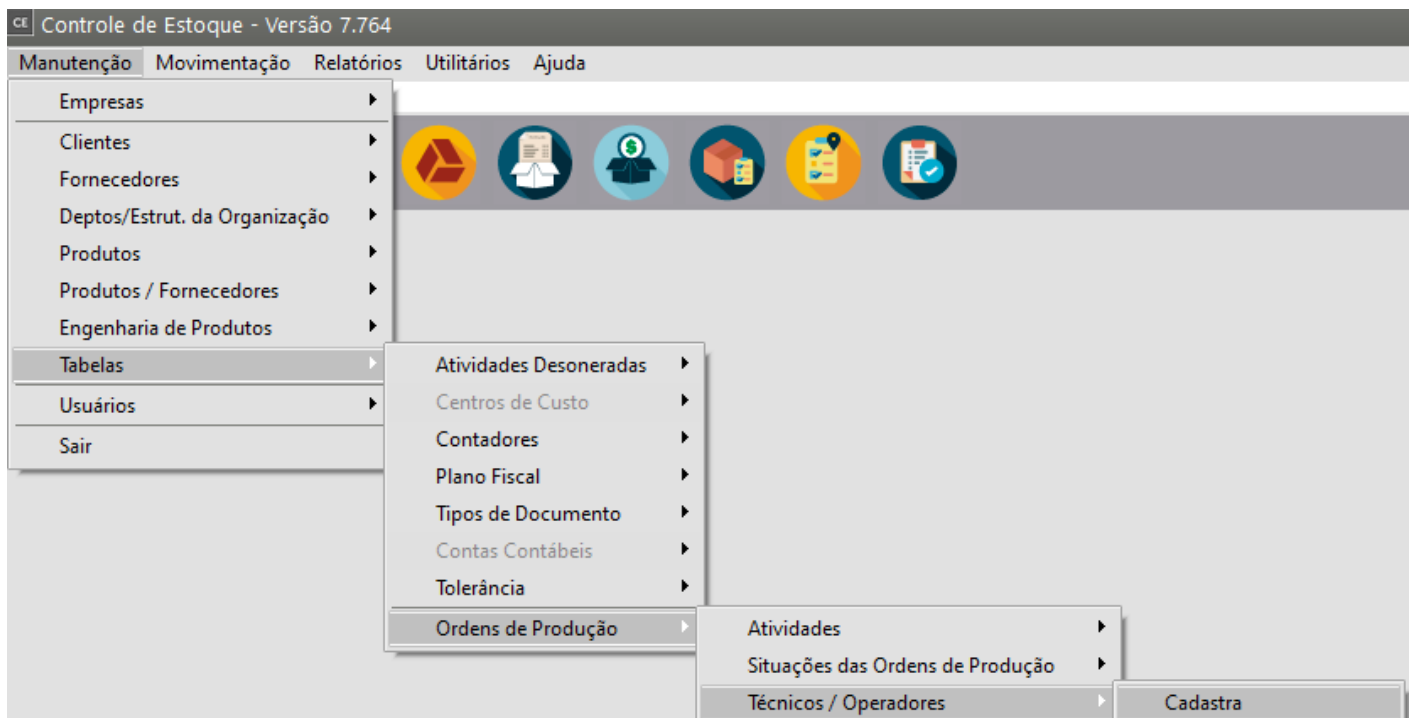 CE Controle de Estoque - Versão 7.764
Manutenção Movimentação Relatórios Utilitários Ajuda
Empresas
Clientes
Fornecedores
Deptos/Estrut. da Organização
Produtos
Produtos / Fornecedores
Engenharia de Produtos
Tabelas
Usuários
Sair
Atividades Desoneradas
Centros de Custo
Contadores
Plano Fiscal
Tipos de Documento
Contas Contábeis
Tolerância
Ordens de Produção
Atividades
Situações das Ordens de Produção
Técnicos / Operadores
Cadastra